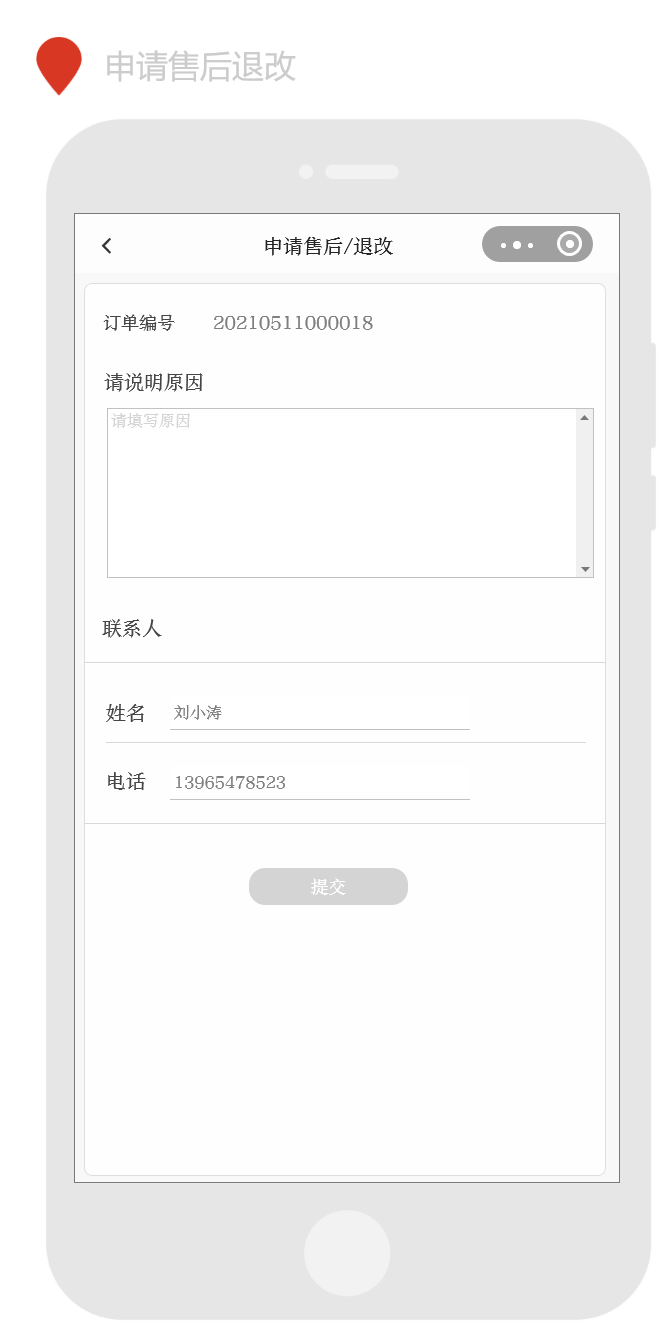 申请售后退改
申请售后/退改
订单编号 20210511000018
请说明原因
请填写原因
联系人
姓名 刘小涛
电话 13965478523
提交